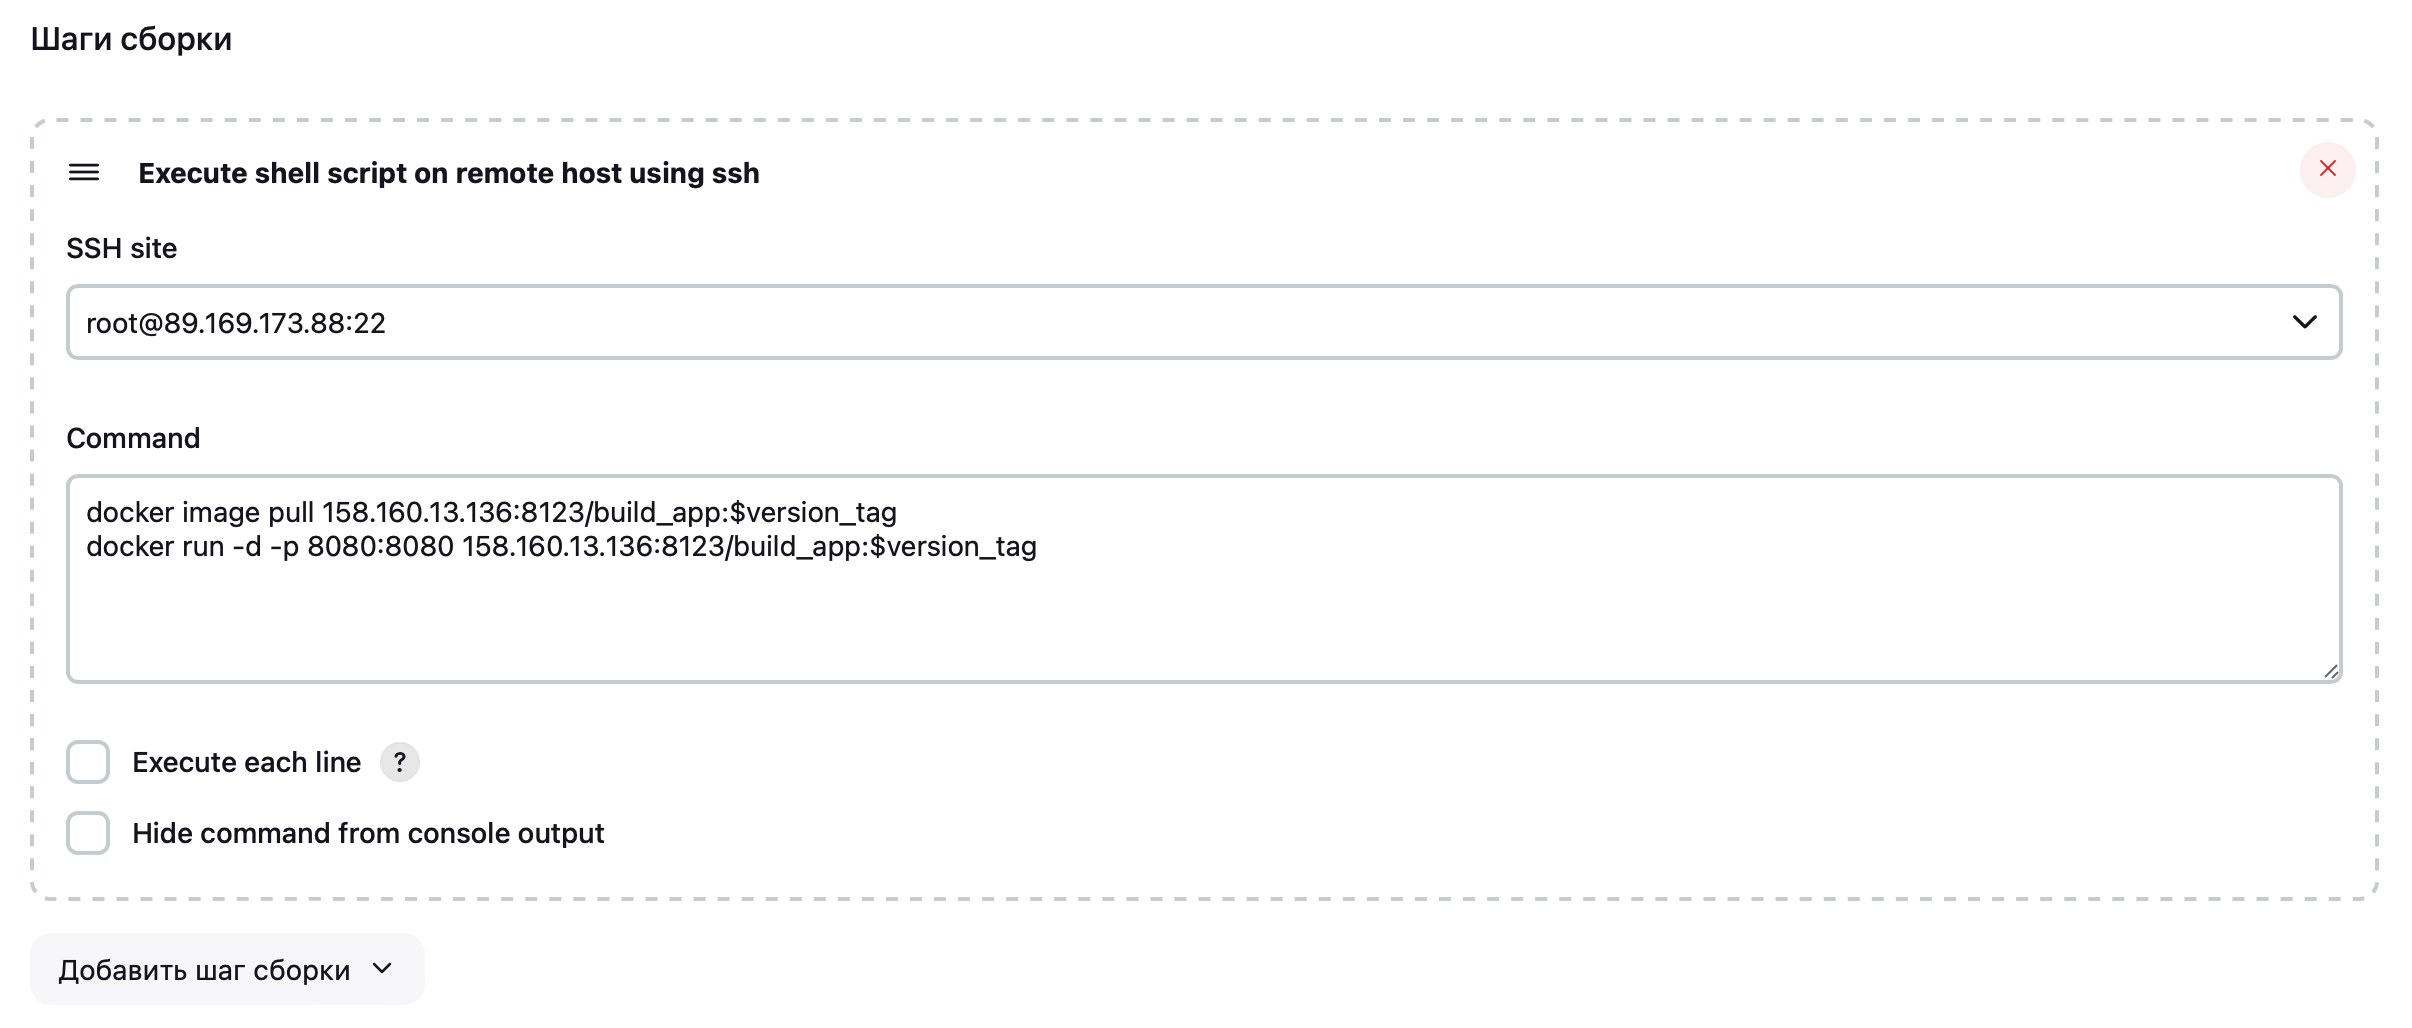 Шаги сборки
Execute shell script on remote host using ssh
SSH site
root@89.169.173.88:22
Command
docker image pull 158.160.13.136:8123/build_app:$version_tag
docker run -d -p 8080:8080 158.160.13.136:8123/build_app:$version_tag
Execute each line ?
Hide command from console output
Добавить шаг сборки